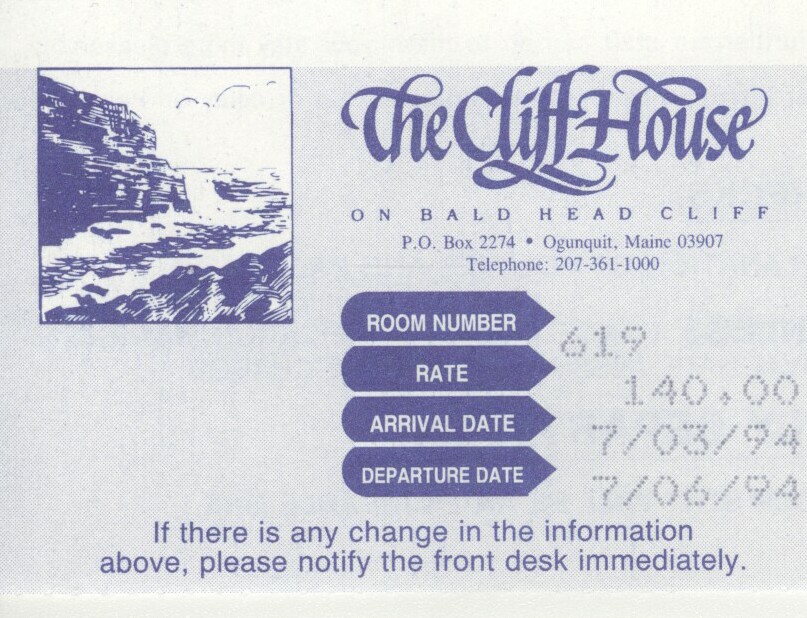 The Cliff House
ON BALD HEAD CLIFF
P.O. Box 2274 • Ogunquit, Maine 03907
Telephone: 207-361-1000
ROOM NUMBER 619
RATE 140.00
ARRIVAL DATE 7/03/94
DEPARTURE DATE 7/06/94
If there is any change in the information
above, please notify the front desk immediately.